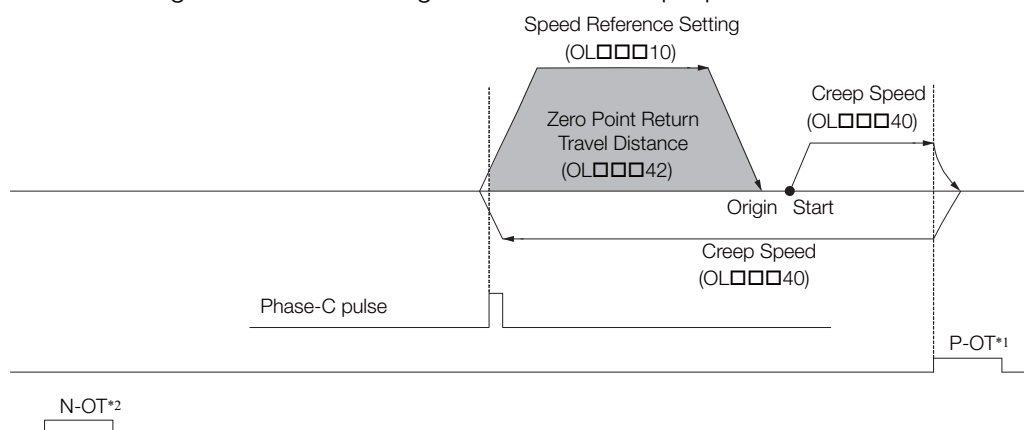 Speed Reference Setting
(OL□□□10)
Creep Speed
(OL□□□40)
Zero Point Return
Travel Distance
(OL□□□42)
Origin
Start
Creep Speed
(OL□□□40)
Phase-C pulse
P-OT*1
N-OT*2